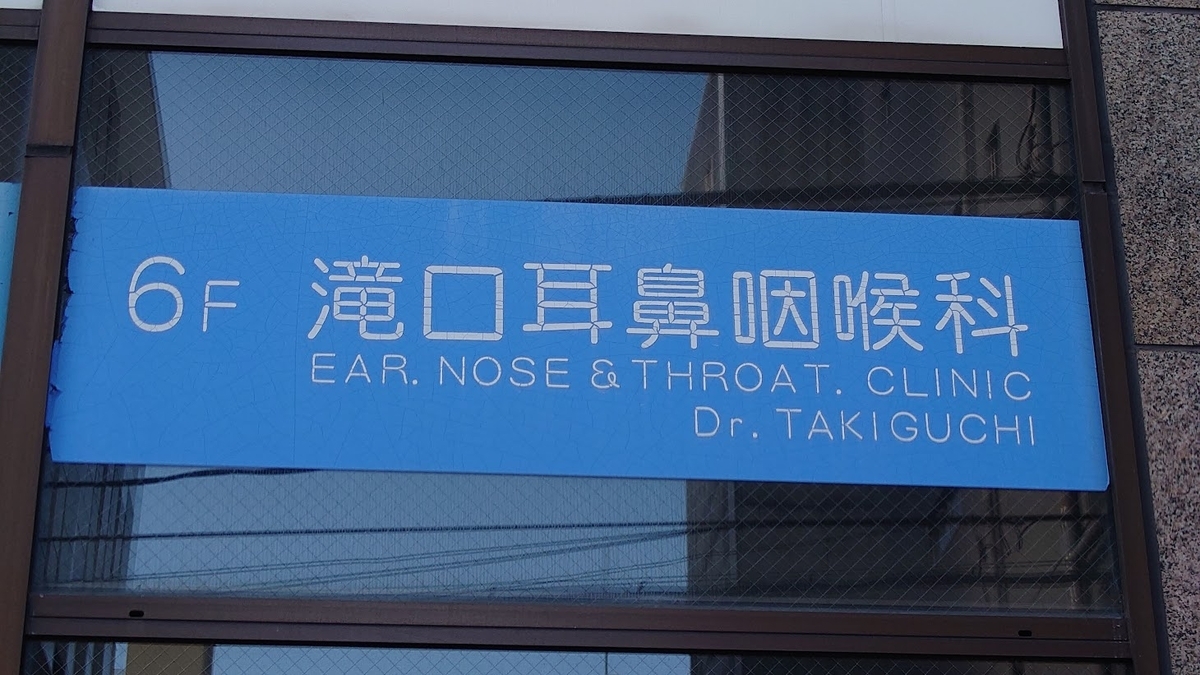 6F 滝口耳鼻咽喉科
EAR. NOSE & THROAT. CLINIC
Dr. TAKIGUCHI